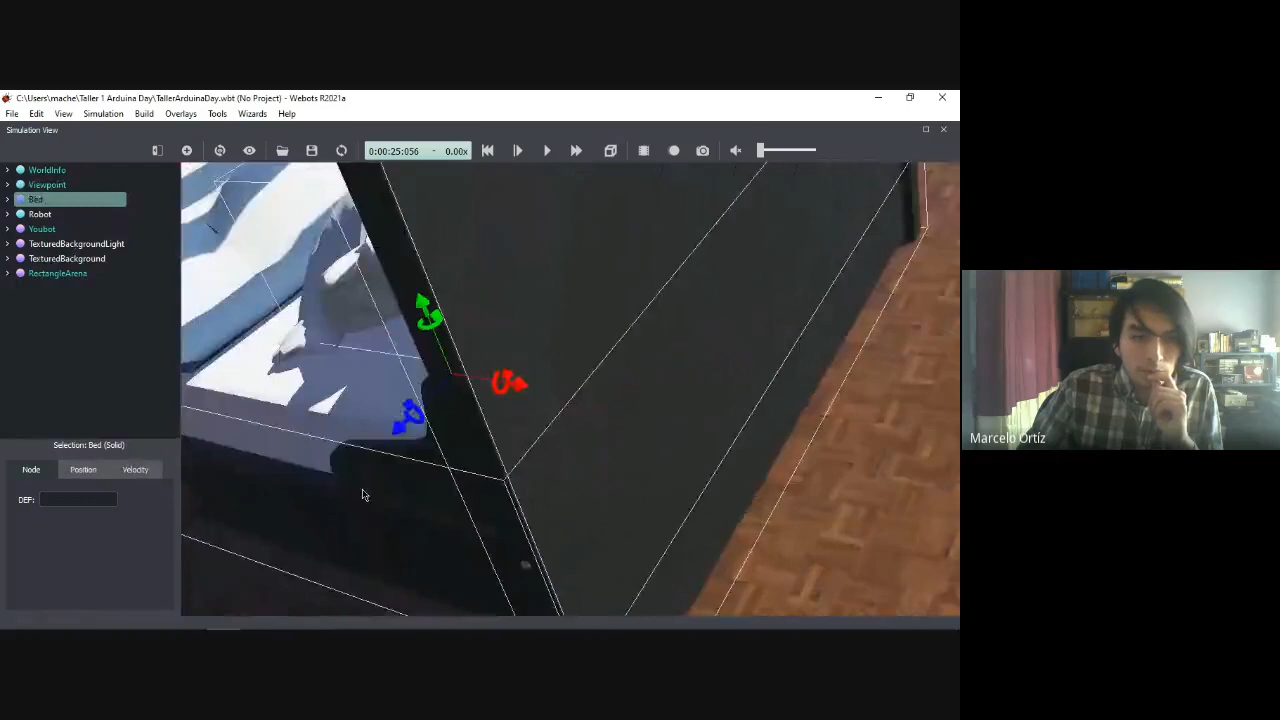 C:\Users\mache\Taller 1 Arduina Day\TallerArduinaDay.wbt (No Project) - Webots R2021a
File Edit View Simulation Build Overlays Tools Wizards Help
Simulation View
0:00:25:056 - 0.00x
WorldInfo
Viewpoint
Bed
Robot
Youbot
TexturedBackgroundLight
TexturedBackground
RectangleArena
Selection: Bed (Solid)
Node Position Velocity
DEF:
Marcelo Ortíz